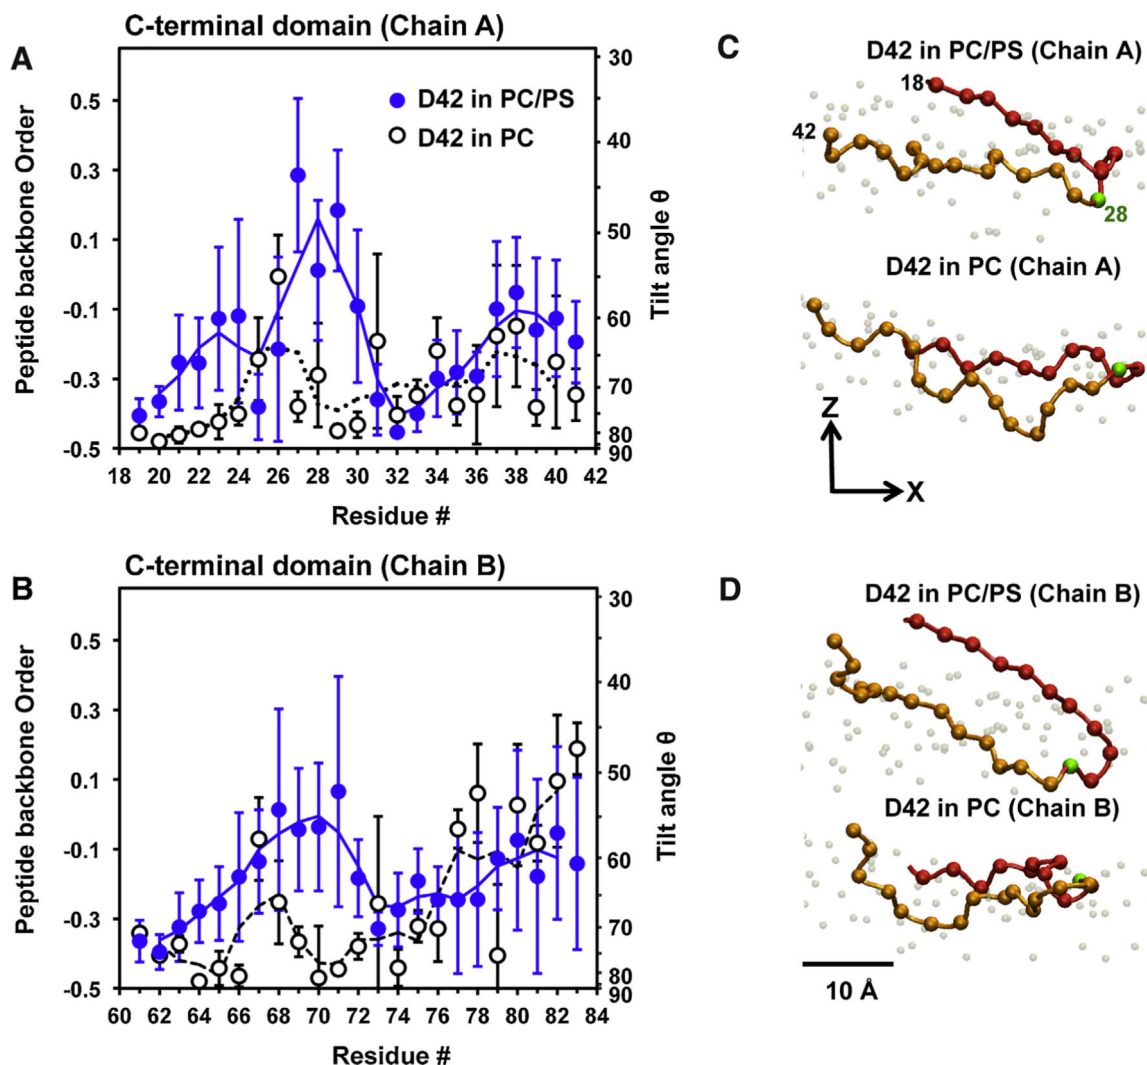 C-terminal domain (Chain A)
A
Peptide backbone Order
0.5
0.3
0.1
-0.1
-0.3
-0.5
D42 in PC/PS
D42 in PC
30
40
50
60
70
80
90
Tilt angle θ
18 20 22 24 26 28 30 32 34 36 38 40 42
Residue #
C
D42 in PC/PS (Chain A)
18
42
28
D42 in PC (Chain A)
Z
X
C-terminal domain (Chain B)
B
Peptide backbone Order
0.5
0.3
0.1
-0.1
-0.3
-0.5
30
40
50
60
70
80
90
Tilt angle θ
60 62 64 66 68 70 72 74 76 78 80 82 84
Residue #
D
D42 in PC/PS (Chain B)
D42 in PC (Chain B)
10 Å